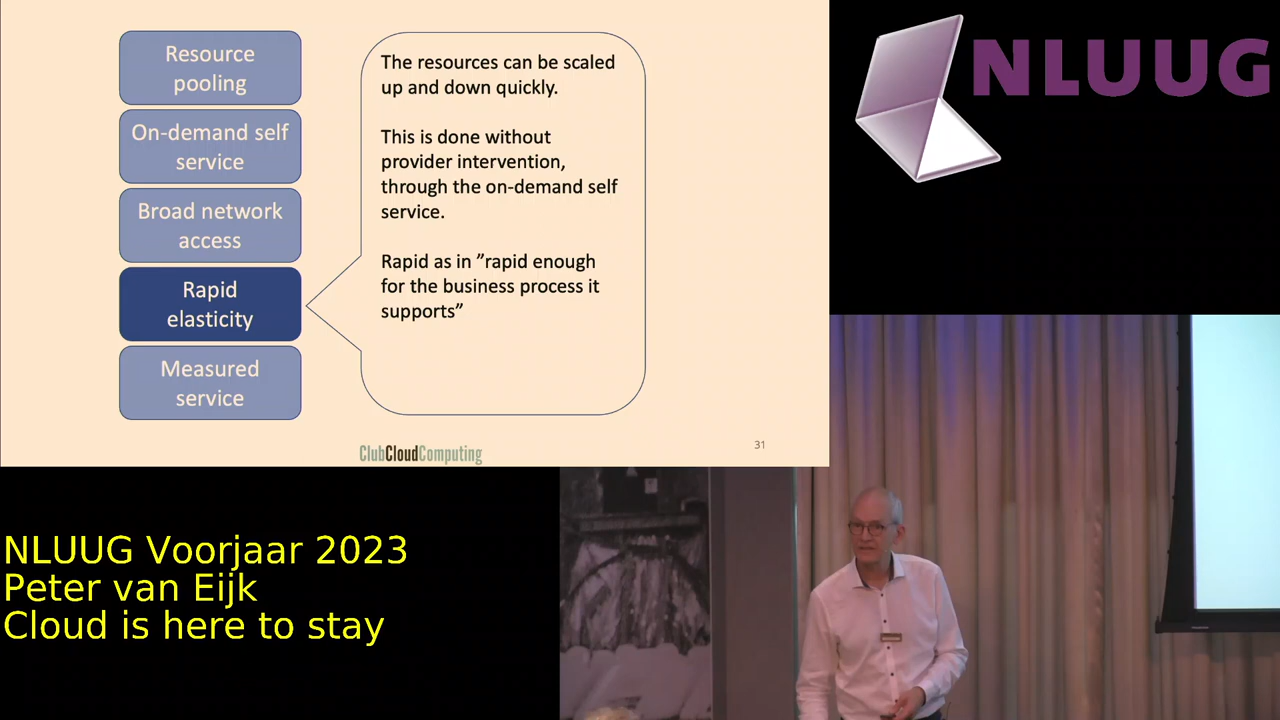 Resource
pooling
On-demand self
service
Broad network
access
Rapid
elasticity
Measured
service
The resources can be scaled
up and down quickly.
This is done without
provider intervention,
through the on-demand self
service.
Rapid as in ”rapid enough
for the business process it
supports”
ClubCloudComputing
31
NLUUG
NLUUG Voorjaar 2023
Peter van Eijk
Cloud is here to stay